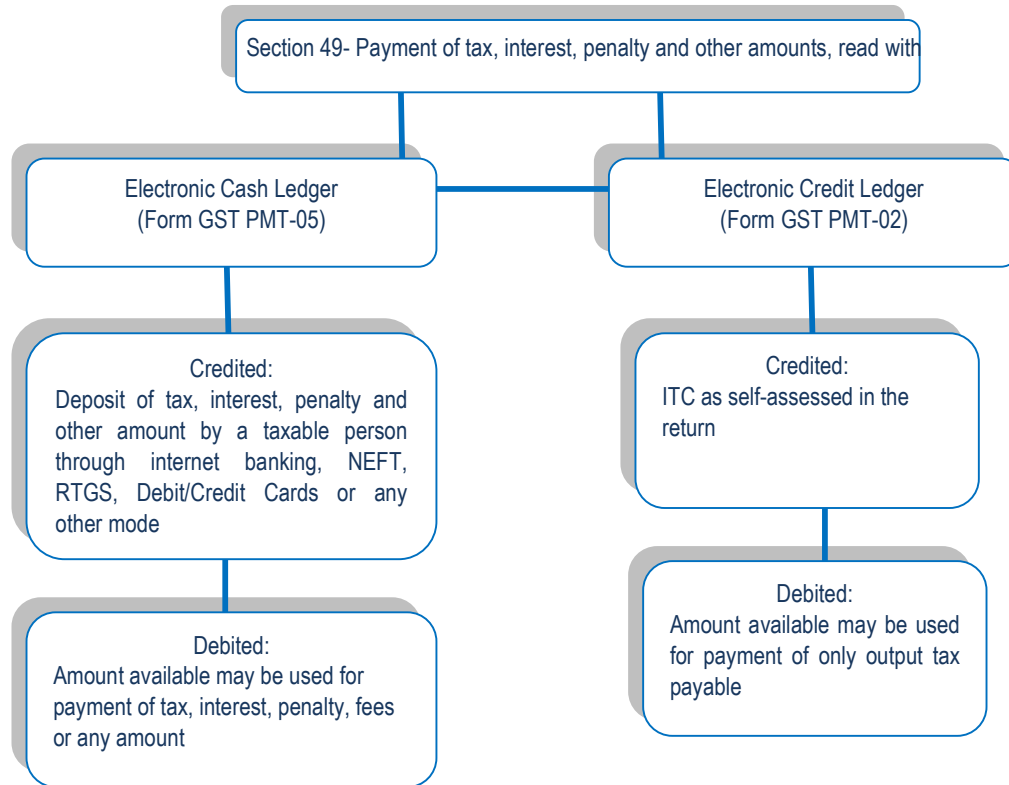 Section 49- Payment of tax, interest, penalty and other amounts, read with
Electronic Cash Ledger
(Form GST PMT-05)
Electronic Credit Ledger
(Form GST PMT-02)
Credited:
Deposit of tax, interest, penalty and
other amount by a taxable person
through internet banking, NEFT,
RTGS, Debit/Credit Cards or any
other mode
Credited:
ITC as self-assessed in the
return
Debited:
Amount available may be used for
payment of tax, interest, penalty, fees
or any amount
Debited:
Amount available may be used
for payment of only output tax
payable